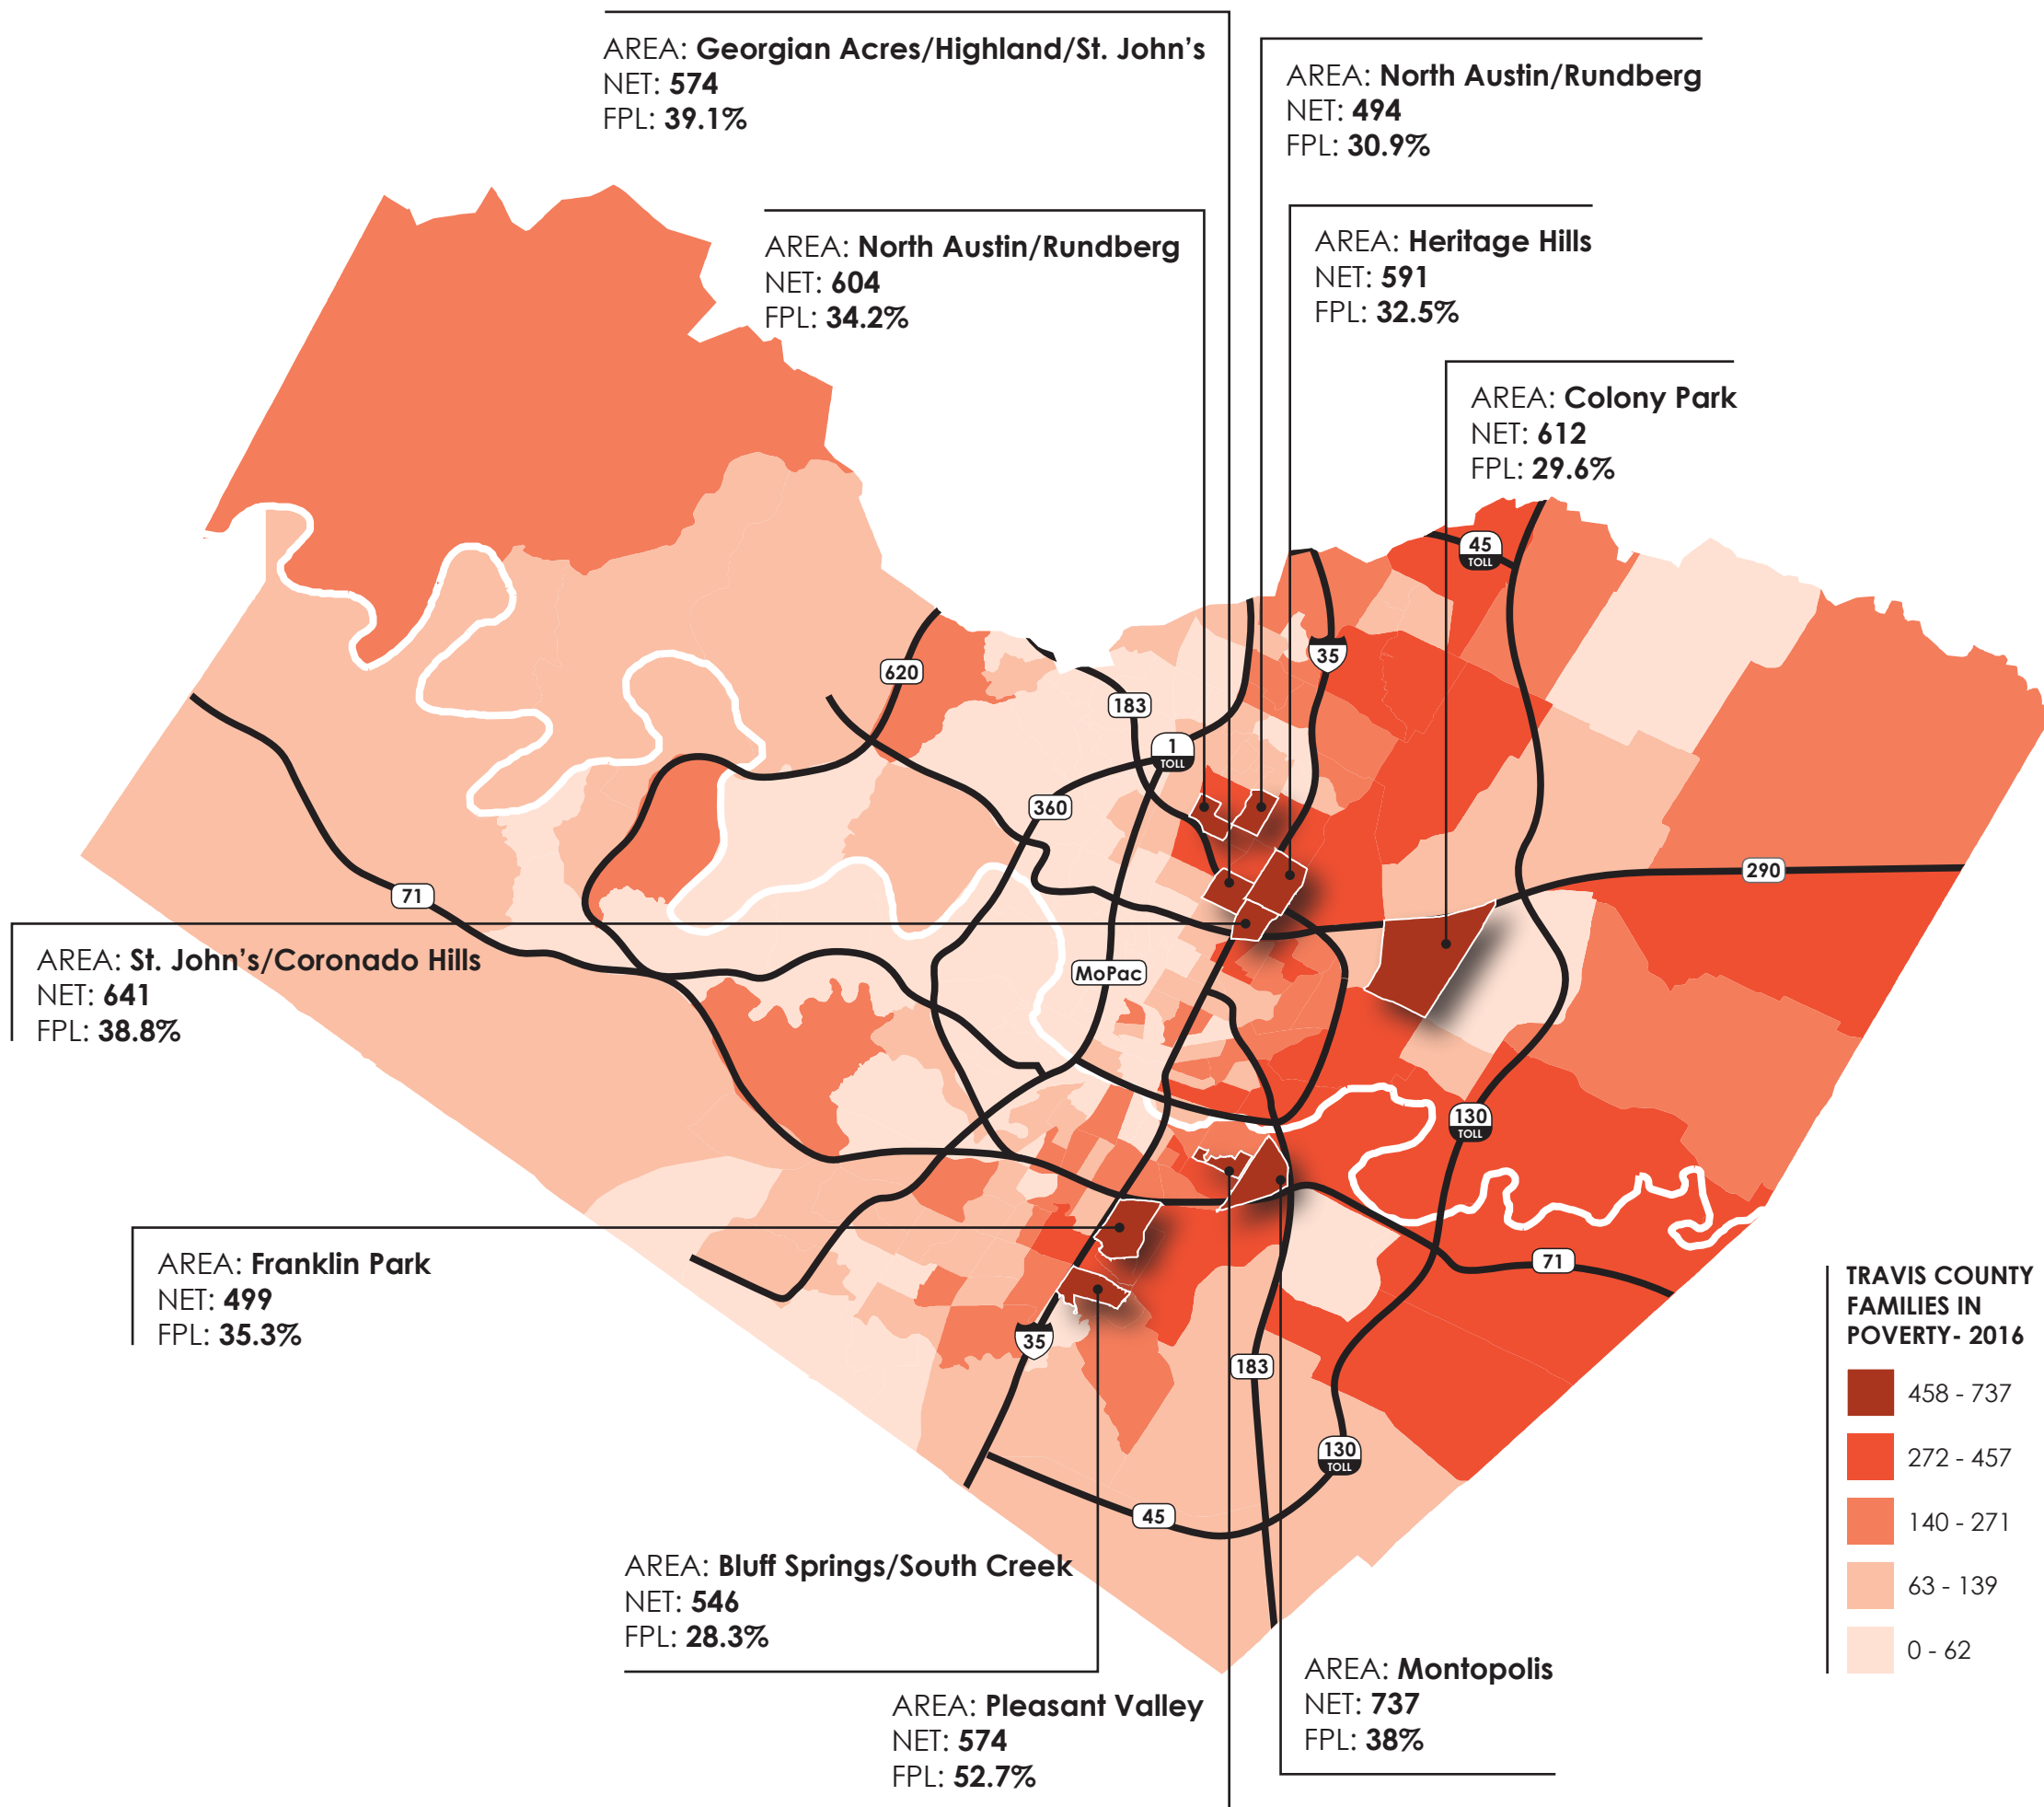 AREA: Georgian Acres/Highland/St. John's
NET: 574
FPL: 39.1%
AREA: North Austin/Rundberg
NET: 494
FPL: 30.9%
AREA: North Austin/Rundberg
NET: 604
FPL: 34.2%
AREA: Heritage Hills
NET: 591
FPL: 32.5%
AREA: Colony Park
NET: 612
FPL: 29.6%
45
TOLL
35
620
183
1
TOLL
360
290
71
AREA: St. John's/Coronado Hills
NET: 641
FPL: 38.8%
MoPac
130
TOLL
AREA: Franklin Park
NET: 499
FPL: 35.3%
71
35
183
130
TOLL
45
TRAVIS COUNTY
FAMILIES IN
POVERTY- 2016
458 - 737
272 - 457
140 - 271
63 - 139
0 - 62
AREA: Bluff Springs/South Creek
NET: 546
FPL: 28.3%
AREA: Montopolis
NET: 737
FPL: 38%
AREA: Pleasant Valley
NET: 574
FPL: 52.7%